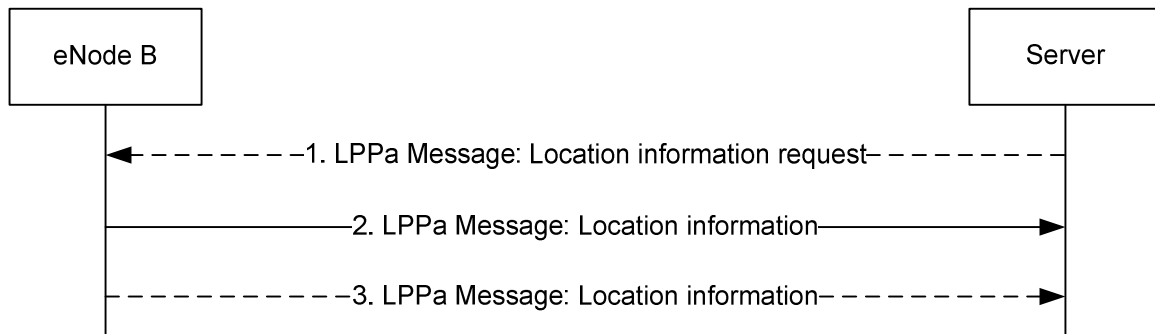 eNode B
Server
1. LPPa Message: Location information request
2. LPPa Message: Location information
3. LPPa Message: Location information